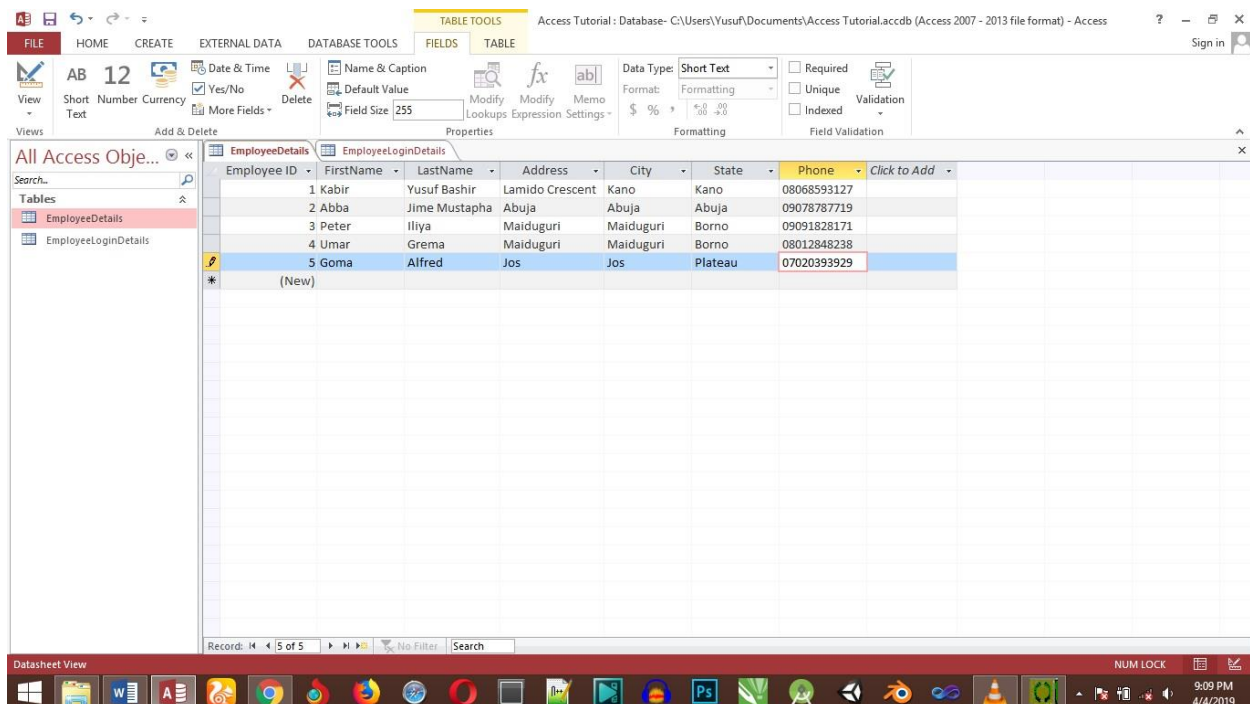 TABLE TOOLS
Access Tutorial : Database- C:\Users\Yusuf\Documents\Access Tutorial.accdb (Access 2007 - 2013 file format) - Access
FILE HOME CREATE EXTERNAL DATA DATABASE TOOLS FIELDS TABLE Sign in
View
Views
AB Short Text
12 Number
Currency
Date & Time
Yes/No
More Fields
Delete
Add & Delete
Name & Caption
Default Value
Field Size 255
Modify Lookups
fx Modify Expression
ab Memo Settings
Properties
Data Type: Short Text
Format: Formatting
$ % , .00 .0
Formatting
Required
Unique
Indexed
Validation
Field Validation
All Access Obje...
Search...
Tables
EmployeeDetails
EmployeeLoginDetails
EmployeeDetails EmployeeLoginDetails
Employee ID FirstName LastName Address City State Phone Click to Add
1 Kabir Yusuf Bashir Lamido Crescent Kano Kano 08068593127
2 Abba Jime Mustapha Abuja Abuja Abuja 09078787719
3 Peter Iliya Maiduguri Maiduguri Borno 09091828171
4 Umar Grema Maiduguri Maiduguri Borno 08012848238
5 Goma Alfred Jos Jos Plateau 07020393929
(New)
Record: 5 of 5 No Filter Search
Datasheet View NUM LOCK
Ps
9:09 PM
4/4/2019